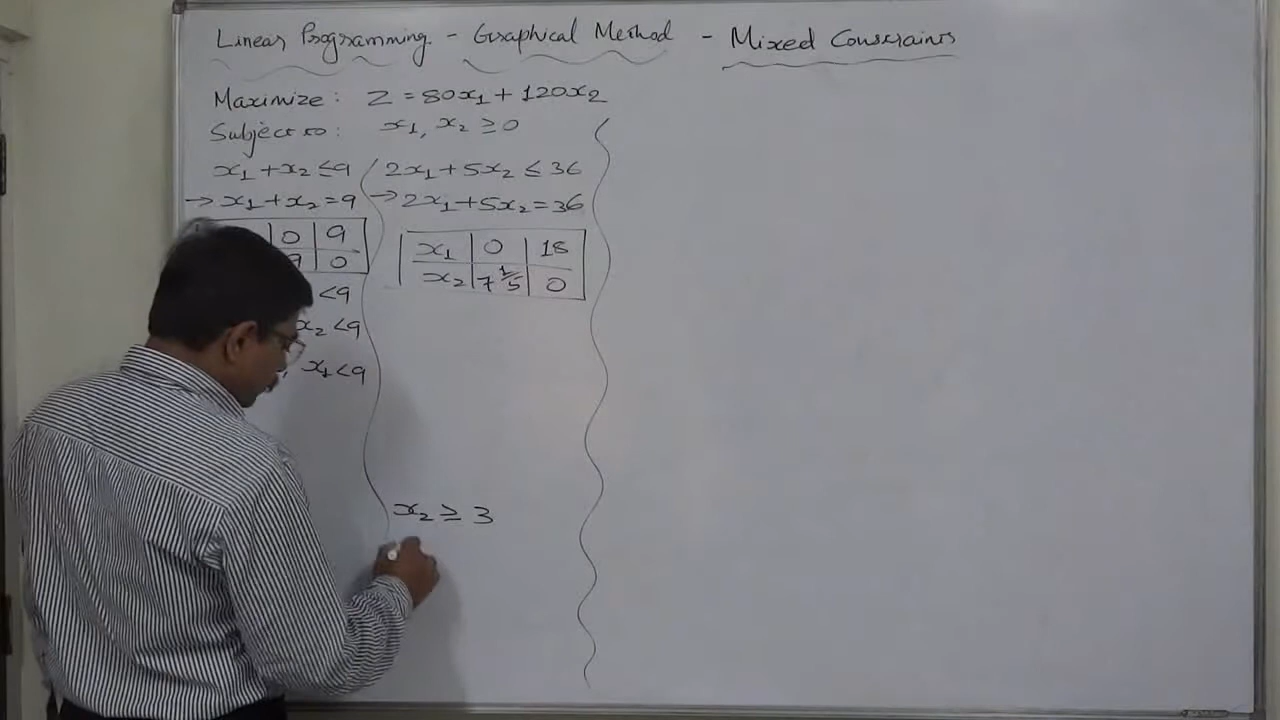 Linear Programming - Graphical Method - Mixed Constraints
Maximize: Z = 80x₁ + 120x₂
Subject to: x₁, x₂ ≥ 0
x₁ + x₂ ≤ 9
→ x₁ + x₂ = 9
0 9
9 0
< 9
x₂ < 9
x₁ < 9
2x₁ + 5x₂ ≤ 36
→ 2x₁ + 5x₂ = 36
x₁ 0 18
x₂ 7 1/5 0
x₂ ≥ 3